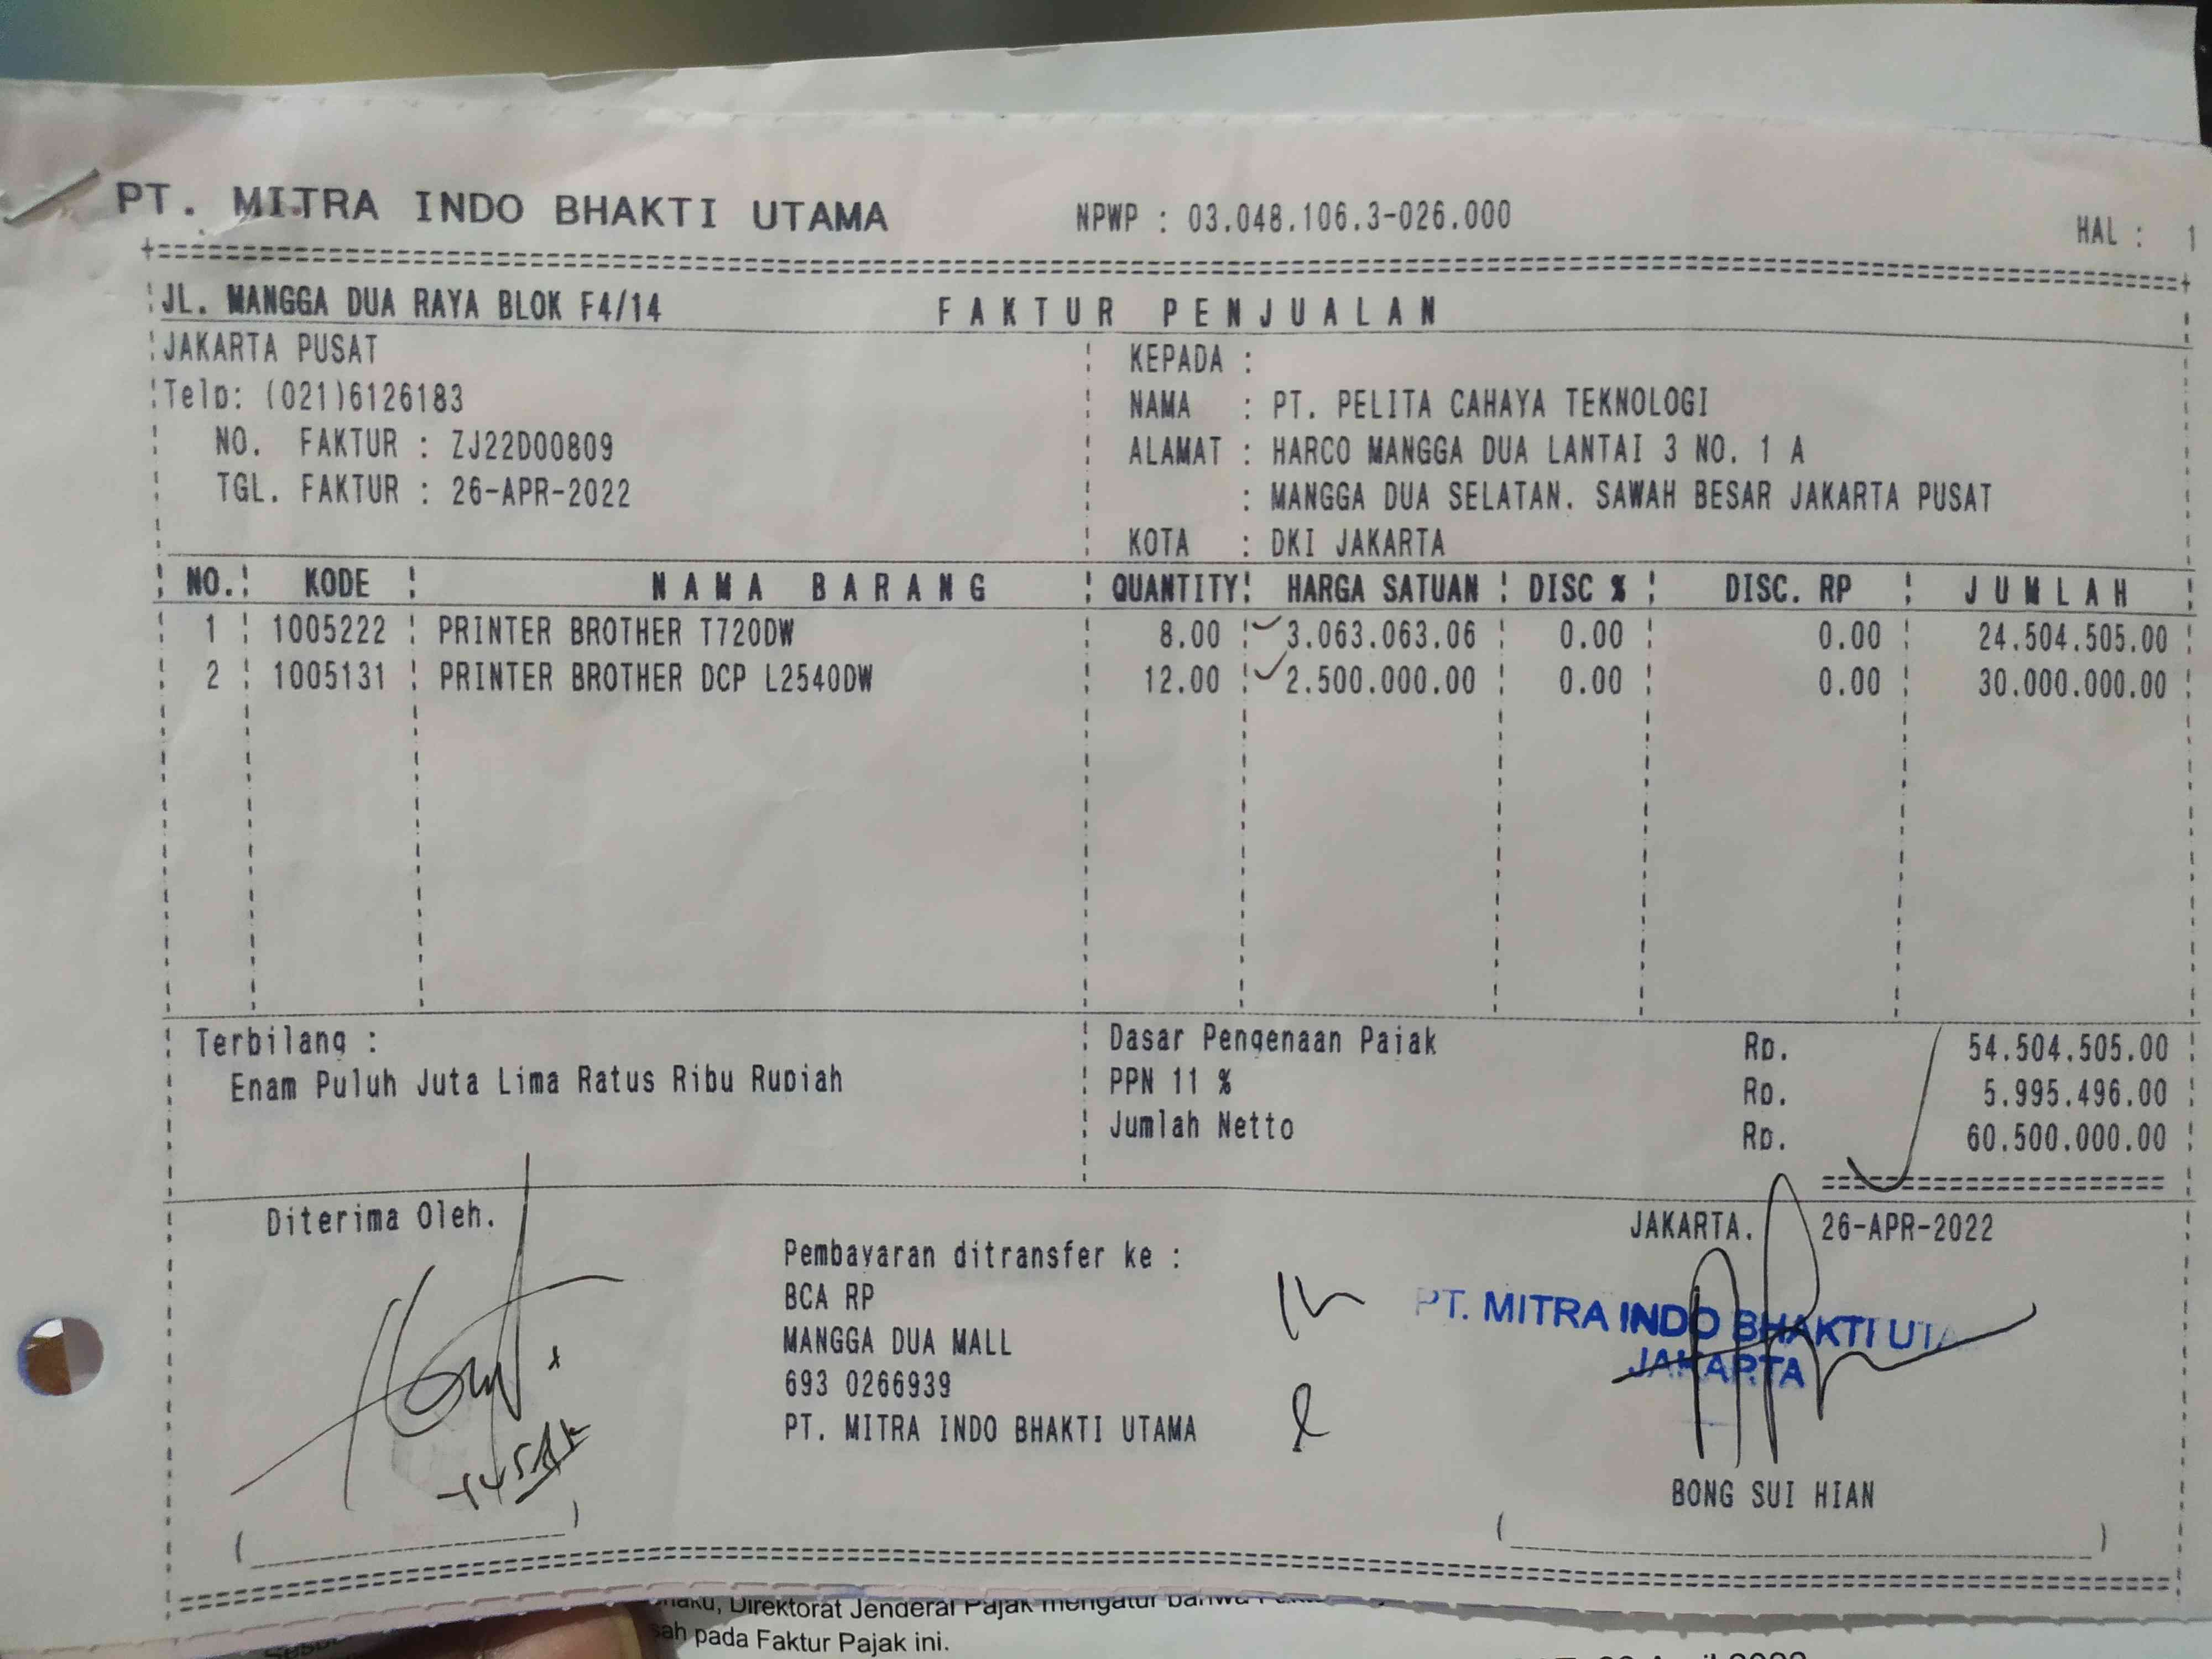 PT. MITRA INDO BHAKTI UTAMA NPWP : 03.048.106.3-026.000 HAL : 1
JL. MANGGA DUA RAYA BLOK F4/14 FAKTUR PENJUALAN
JAKARTA PUSAT
Telp: (021)6126183
NO. FAKTUR : ZJ22D00809
TGL. FAKTUR : 26-APR-2022
KEPADA :
NAMA : PT. PELITA CAHAYA TEKNOLOGI
ALAMAT : HARCO MANGGA DUA LANTAI 3 NO. 1 A
: MANGGA DUA SELATAN. SAWAH BESAR JAKARTA PUSAT
KOTA : DKI JAKARTA
NO. KODE NAMA BARANG QUANTITY HARGA SATUAN DISC % DISC. RP JUMLAH
1 1005222 PRINTER BROTHER T720DW 8.00 3.063.063.06 0.00 0.00 24.504.505.00
2 1005131 PRINTER BROTHER DCP L2540DW 12.00 2.500.000.00 0.00 0.00 30.000.000.00
Terbilang :
Enam Puluh Juta Lima Ratus Ribu Rupiah
Dasar Pengenaan Pajak Rp. 54.504.505.00
PPN 11 % Rp. 5.995.496.00
Jumlah Netto Rp. 60.500.000.00
Diterima Oleh.
Pembayaran ditransfer ke :
BCA RP
MANGGA DUA MALL
693 0266939
PT. MITRA INDO BHAKTI UTAMA
JAKARTA. 26-APR-2022
PT. MITRA INDO BHAKTI UTA
JAKARTA
BONG SUI HIAN
Direktorat Jenderal Pajak mengatur bahwa
pada Faktur Pajak ini.